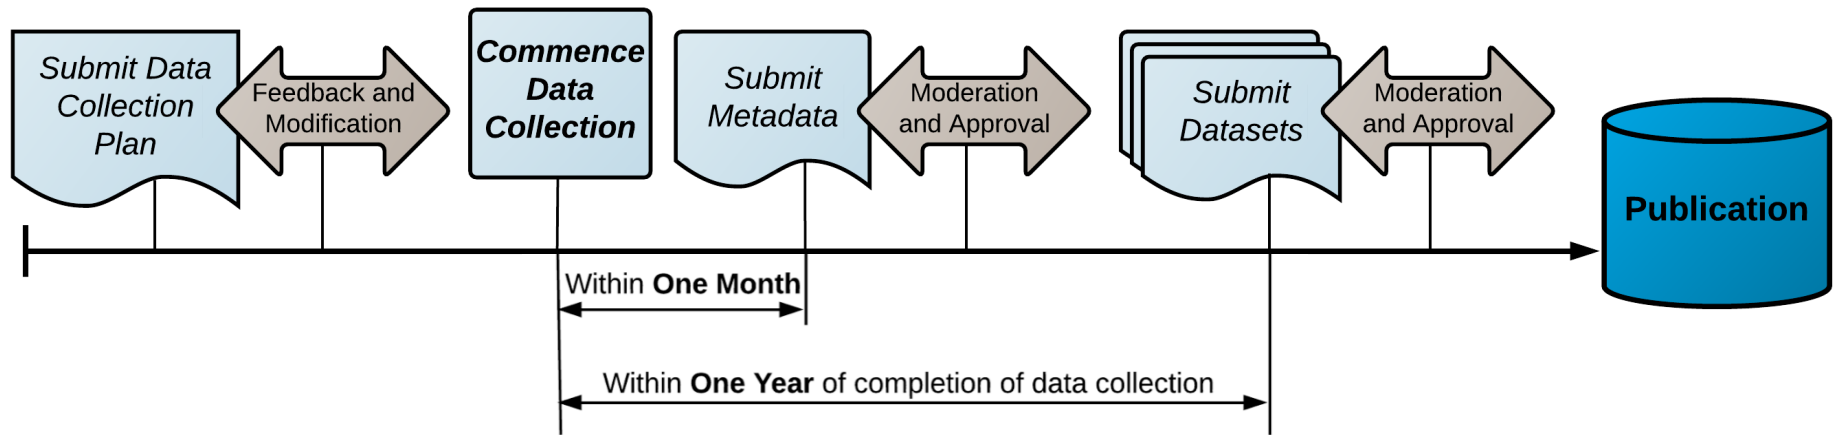 Submit Data
Collection
Plan
Feedback and
Modification
Commence
Data
Collection
Submit
Metadata
Moderation
and Approval
Submit
Datasets
Moderation
and Approval
Publication
Within One Month
Within One Year of completion of data collection